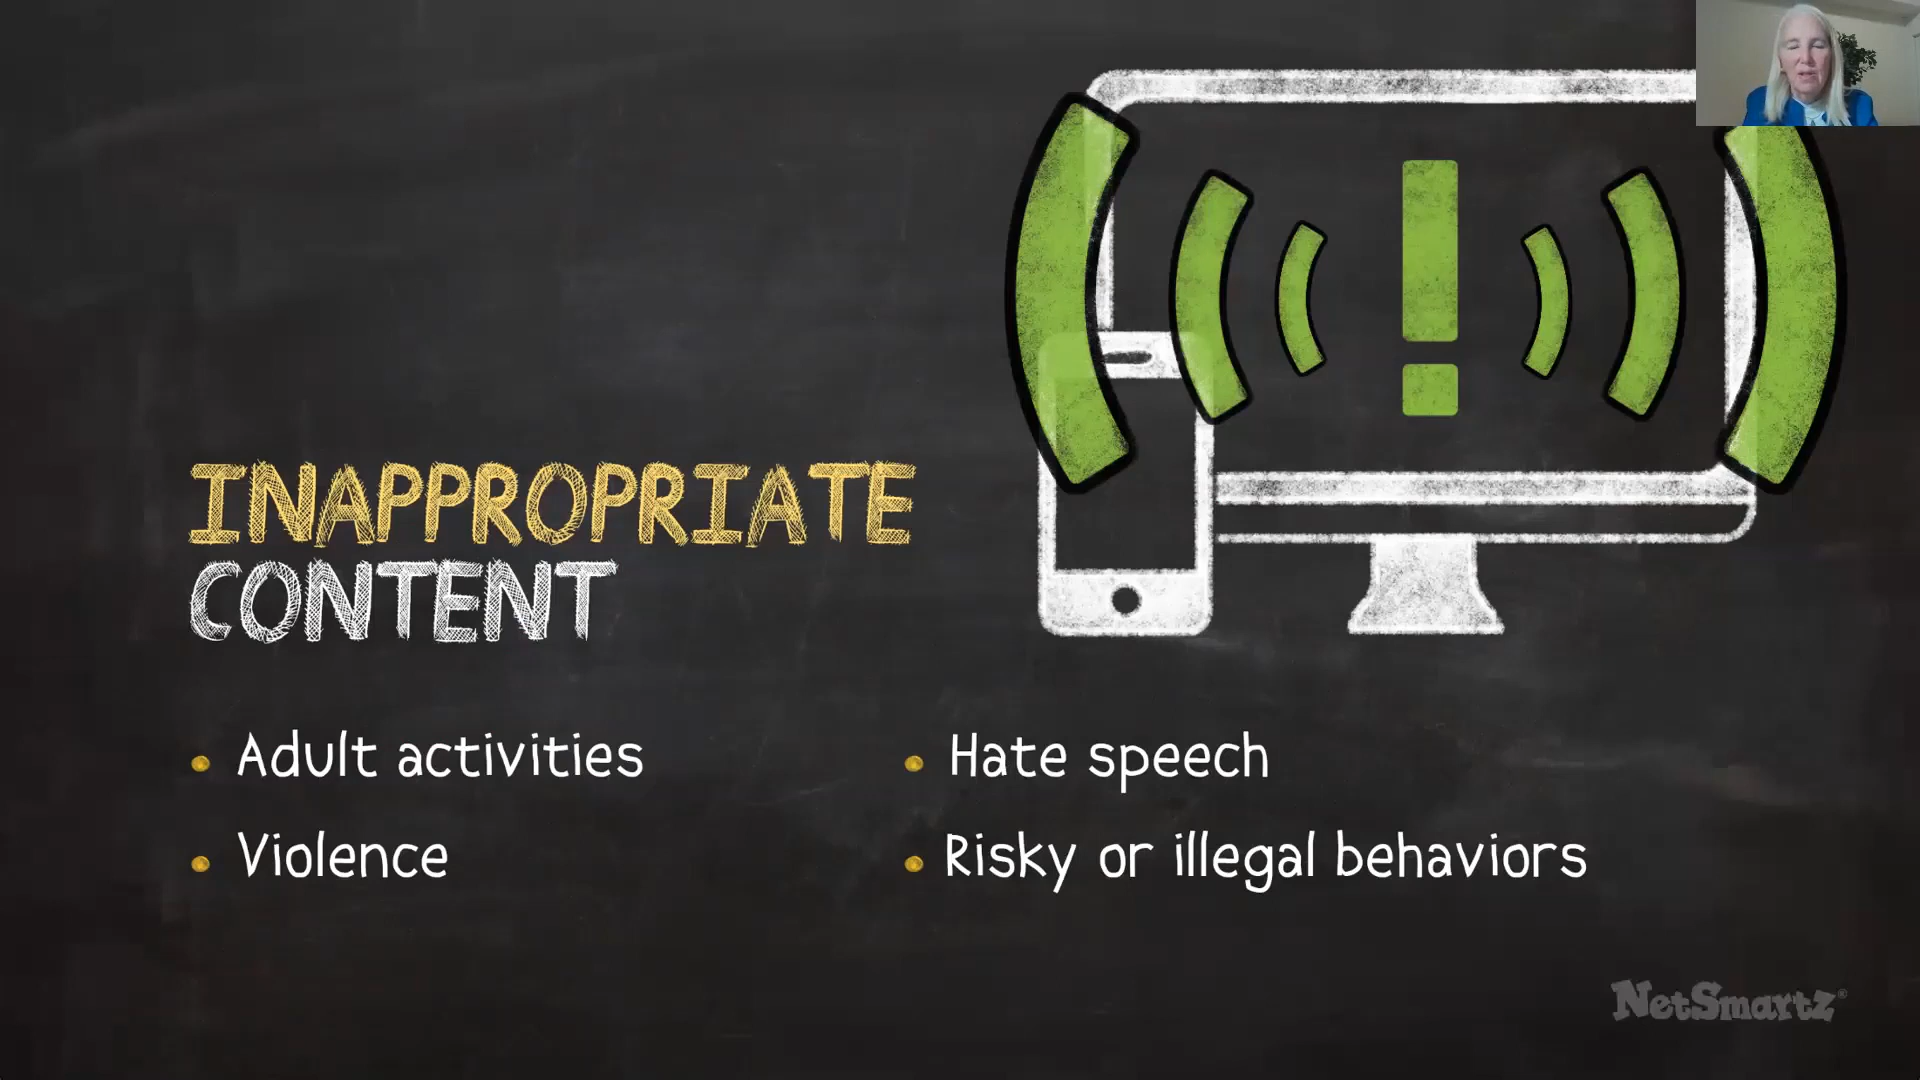 INAPPROPRIATE
CONTENT
• Adult activities
• Violence
• Hate speech
• Risky or illegal behaviors
NetSmartz®